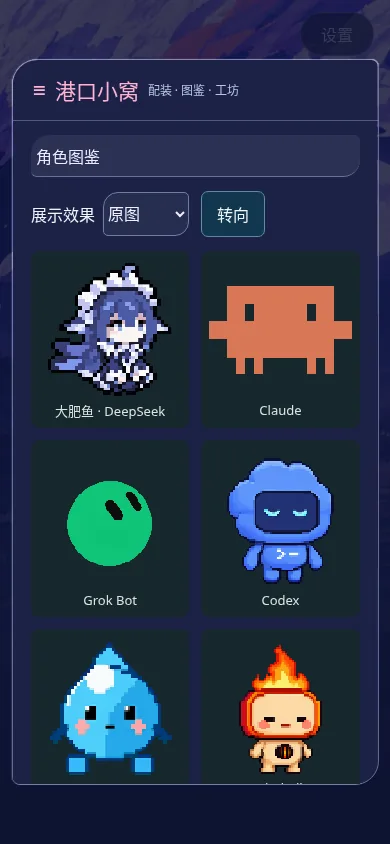 设置
≡ 港口小窝 配装 · 图鉴 · 工坊
角色图鉴
展示效果 原图 转向
大肥鱼 · DeepSeek
Claude
Grok Bot
Codex
>-